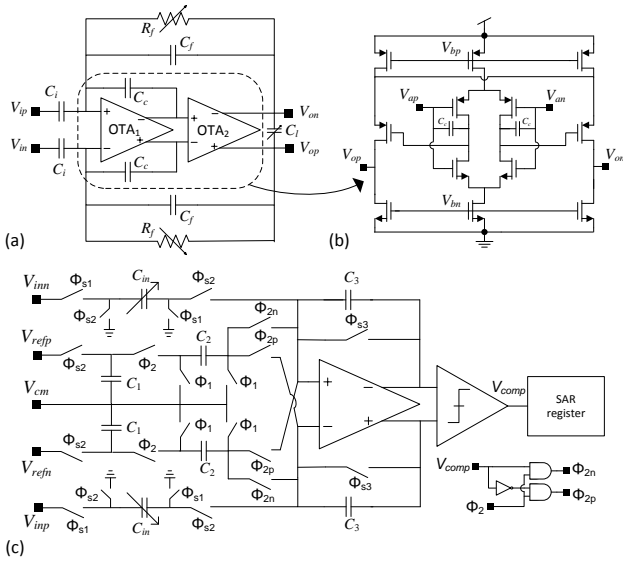 R_f
C_f
C_c
V_ip
C_i
+
−
OTA₁
−
+
OTA₂
V_on
C_l
V_in
−
+
V_op
C_i
C_c
C_f
R_f
(a)
V_bp
V_ap
V_an
C_c
C_c
V_op
V_on
V_bn
(b)
V_inn
Φ_s1
C_in
Φ_s2
C_3
Φ_s2
Φ_s1
Φ_2n
Φ_s3
V_refp
Φ_s2
Φ_2
C_2
Φ_2p
C_1
Φ_1
Φ_1
+
−
V_comp
SAR
register
V_cm
C_1
Φ_1
Φ_1
−
+
V_refn
Φ_s2
Φ_2
C_2
Φ_2p
Φ_2n
V_comp
Φ_2n
Φ_s2
Φ_s1
Φ_s3
Φ_2p
V_inp
Φ_s1
C_in
Φ_s2
C_3
Φ_2
(c)